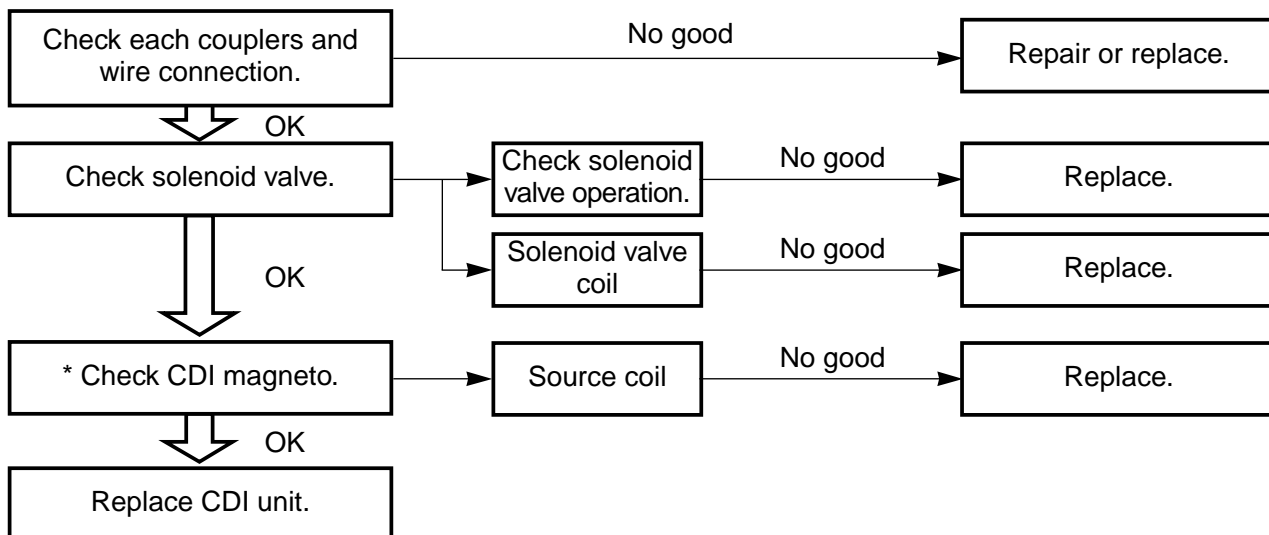 Check each couplers and
wire connection.
No good
Repair or replace.
OK
Check solenoid valve.
Check solenoid
valve operation.
No good
Replace.
OK
Solenoid valve
coil
No good
Replace.
* Check CDI magneto.
Source coil
No good
Replace.
OK
Replace CDI unit.